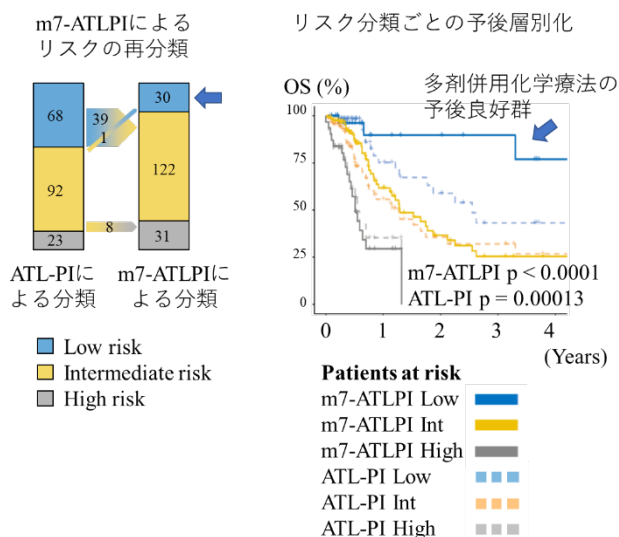 m7-ATLPIによる
リスクの再分類
68
39
1
30
92
122
8
23
31
ATL-PIに
よる分類
m7-ATLPIに
よる分類
Low risk
Intermediate risk
High risk
リスク分類ごとの予後層別化
OS (%)
多剤併用化学療法の
予後良好群
100
75
50
25
0
m7-ATLPI p < 0.0001
ATL-PI p = 0.00013
0 1 2 3 4
(Years)
Patients at risk
m7-ATLPI Low
m7-ATLPI Int
m7-ATLPI High
ATL-PI Low
ATL-PI Int
ATL-PI High